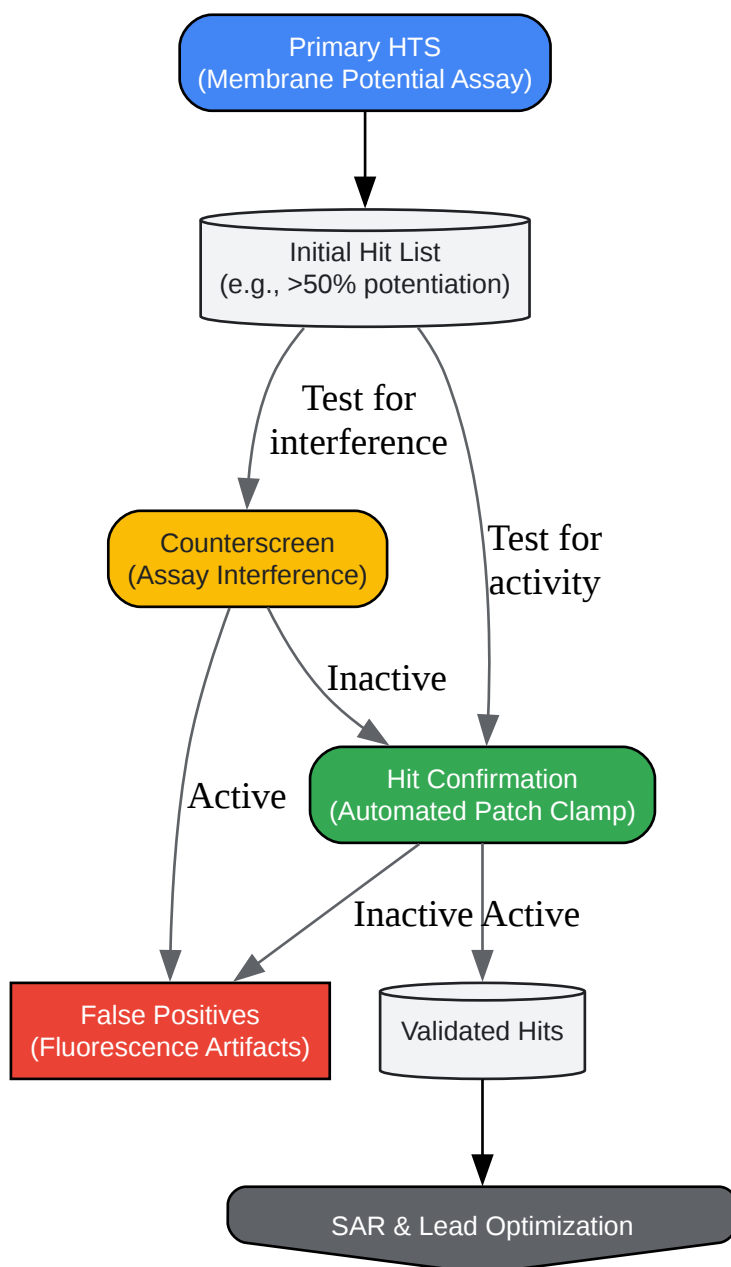 Primary HTS
(Membrane Potential Assay)
Initial Hit List
(e.g., >50% potentiation)
Test for
interference
Counterscreen
(Assay Interference)
Test for
activity
Inactive
Hit Confirmation
(Automated Patch Clamp)
Active
Inactive
Active
False Positives
(Fluorescence Artifacts)
Validated Hits
SAR & Lead Optimization